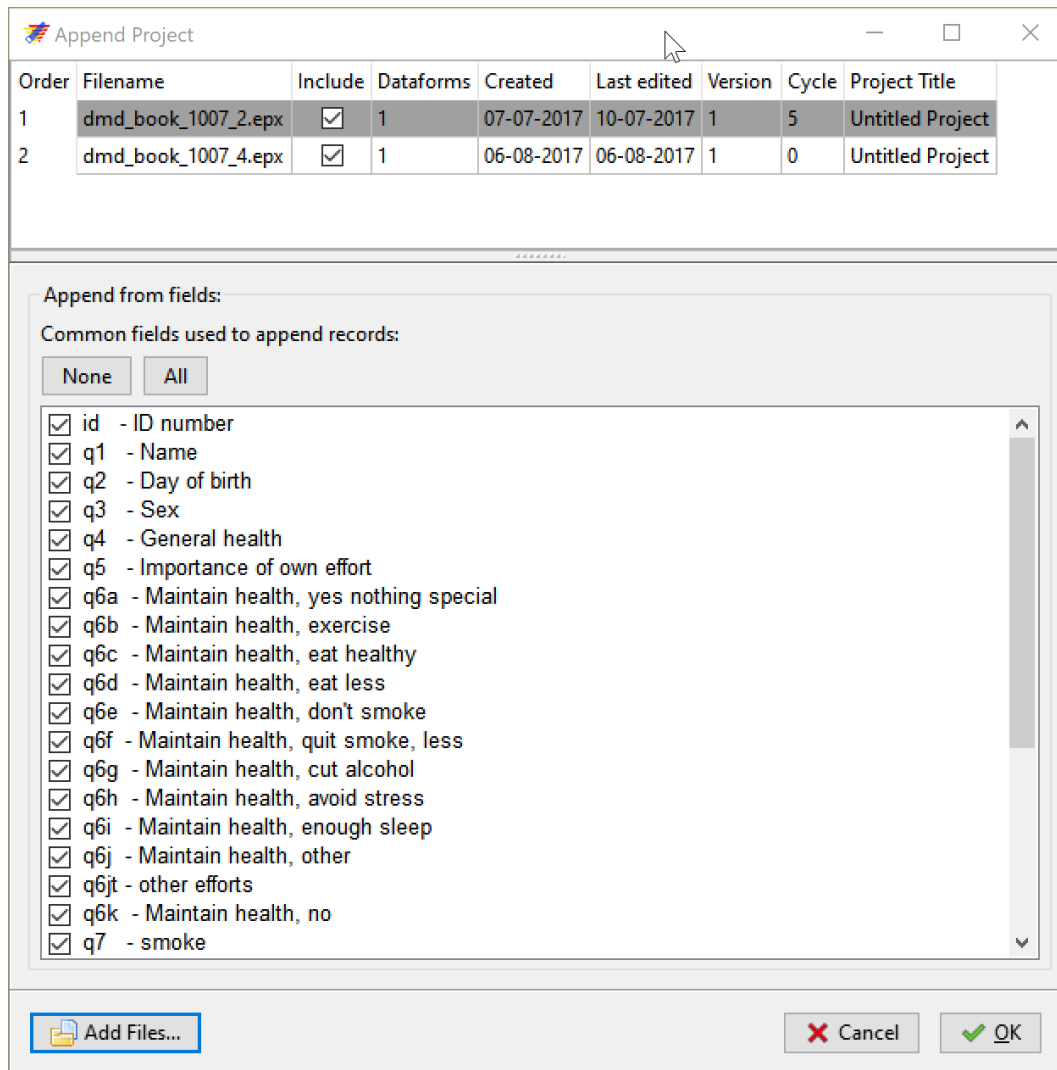 Append Project
Order Filename Include Dataforms Created Last edited Version Cycle Project Title
1 dmd_book_1007_2.epx 1 07-07-2017 10-07-2017 1 5 Untitled Project
2 dmd_book_1007_4.epx 1 06-08-2017 06-08-2017 1 0 Untitled Project
Append from fields:
Common fields used to append records:
None All
id - ID number
q1 - Name
q2 - Day of birth
q3 - Sex
q4 - General health
q5 - Importance of own effort
q6a - Maintain health, yes nothing special
q6b - Maintain health, exercise
q6c - Maintain health, eat healthy
q6d - Maintain health, eat less
q6e - Maintain health, don't smoke
q6f - Maintain health, quit smoke, less
q6g - Maintain health, cut alcohol
q6h - Maintain health, avoid stress
q6i - Maintain health, enough sleep
q6j - Maintain health, other
q6jt - other efforts
q6k - Maintain health, no
q7 - smoke
Add Files... Cancel OK